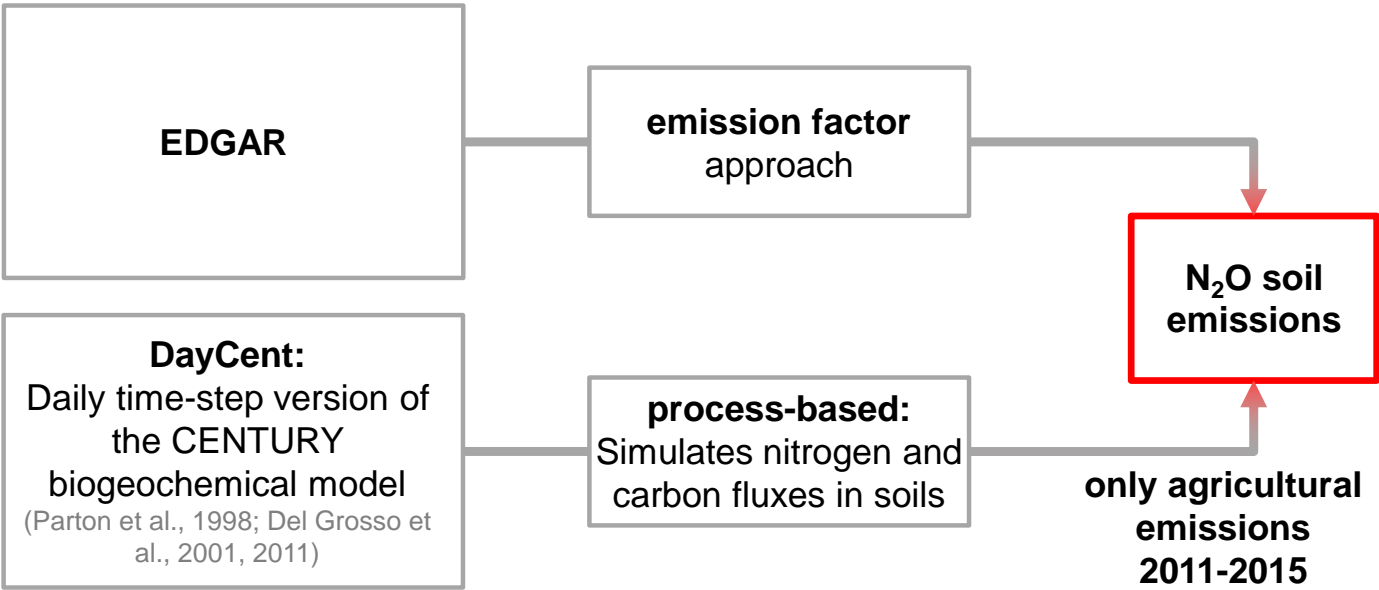 EDGAR
emission factor
approach
N₂O soil
emissions
DayCent:
Daily time-step version of
the CENTURY
biogeochemical model
(Parton et al., 1998; Del Grosso et
al., 2001, 2011)
process-based:
Simulates nitrogen and
carbon fluxes in soils
only agricultural
emissions
2011-2015